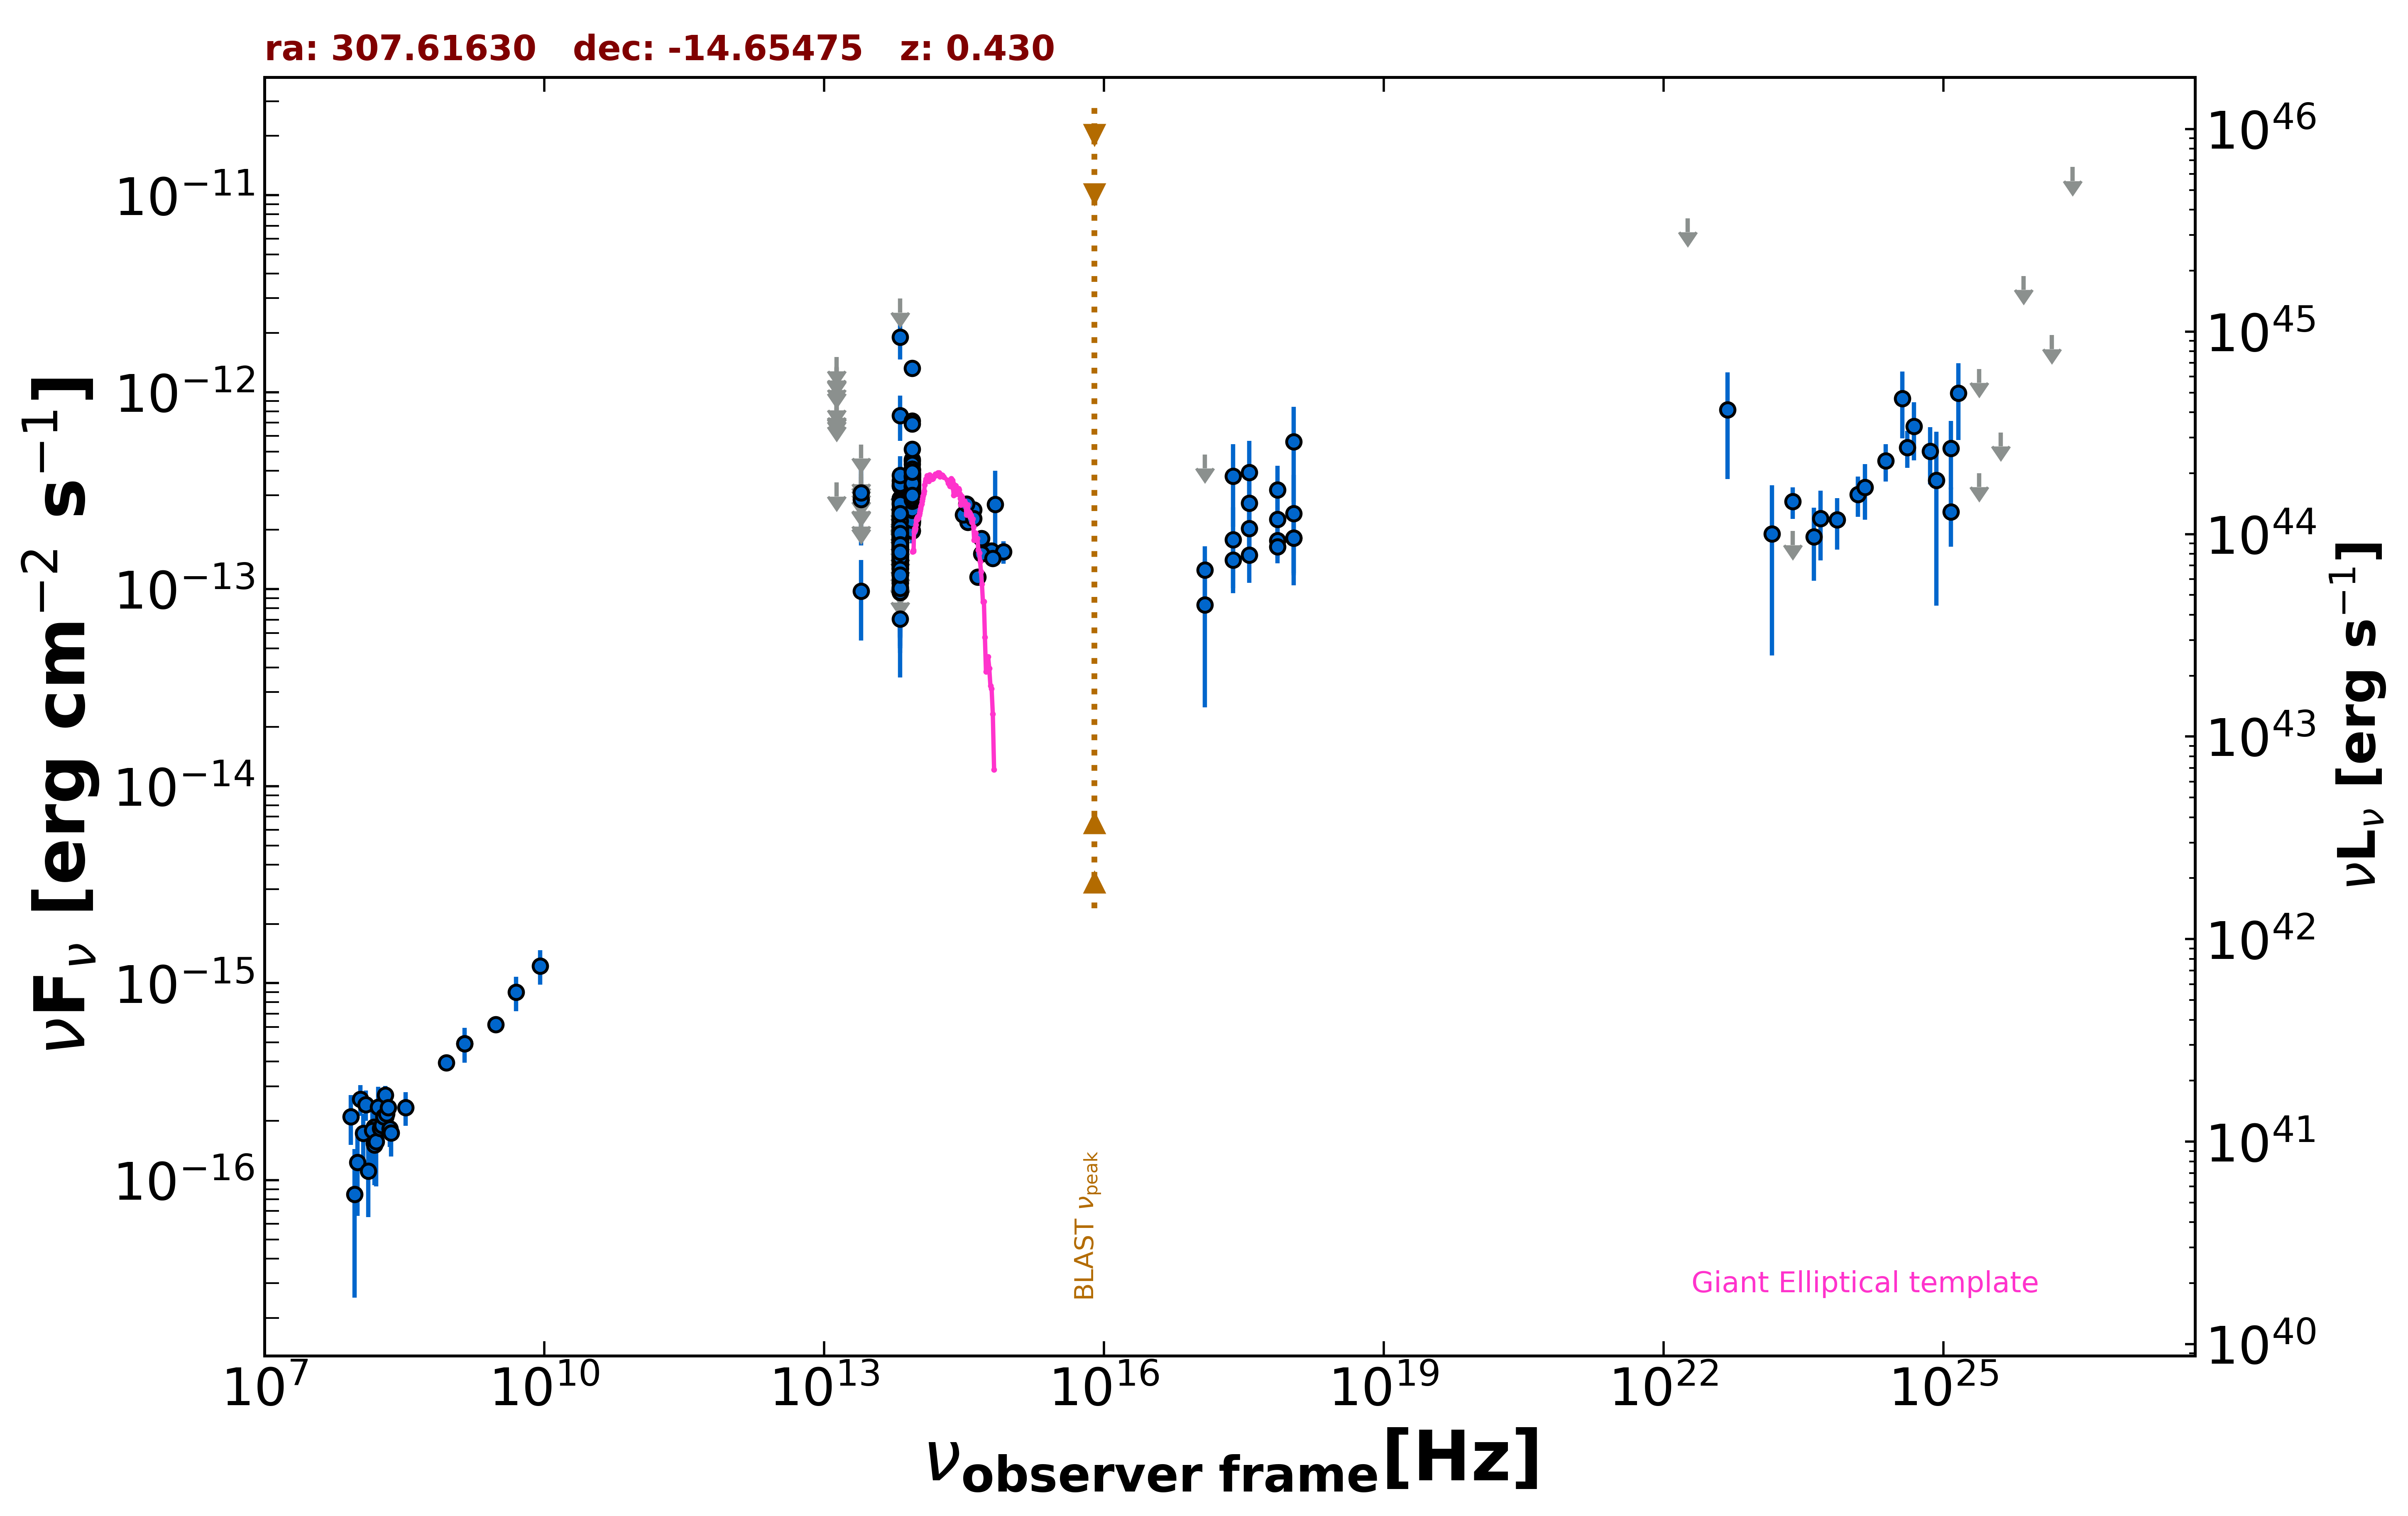 ra: 307.61630   dec: -14.65475   z: 0.430
νF_ν [erg cm⁻² s⁻¹]
10⁻¹¹
10⁻¹²
10⁻¹³
10⁻¹⁴
10⁻¹⁵
10⁻¹⁶
10⁴⁶
10⁴⁵
10⁴⁴
10⁴³
10⁴²
10⁴¹
10⁴⁰
νL_ν [erg s⁻¹]
BLAST ν_peak
Giant Elliptical template
10⁷ 10¹⁰ 10¹³ 10¹⁶ 10¹⁹ 10²² 10²⁵
ν_observer frame [Hz]